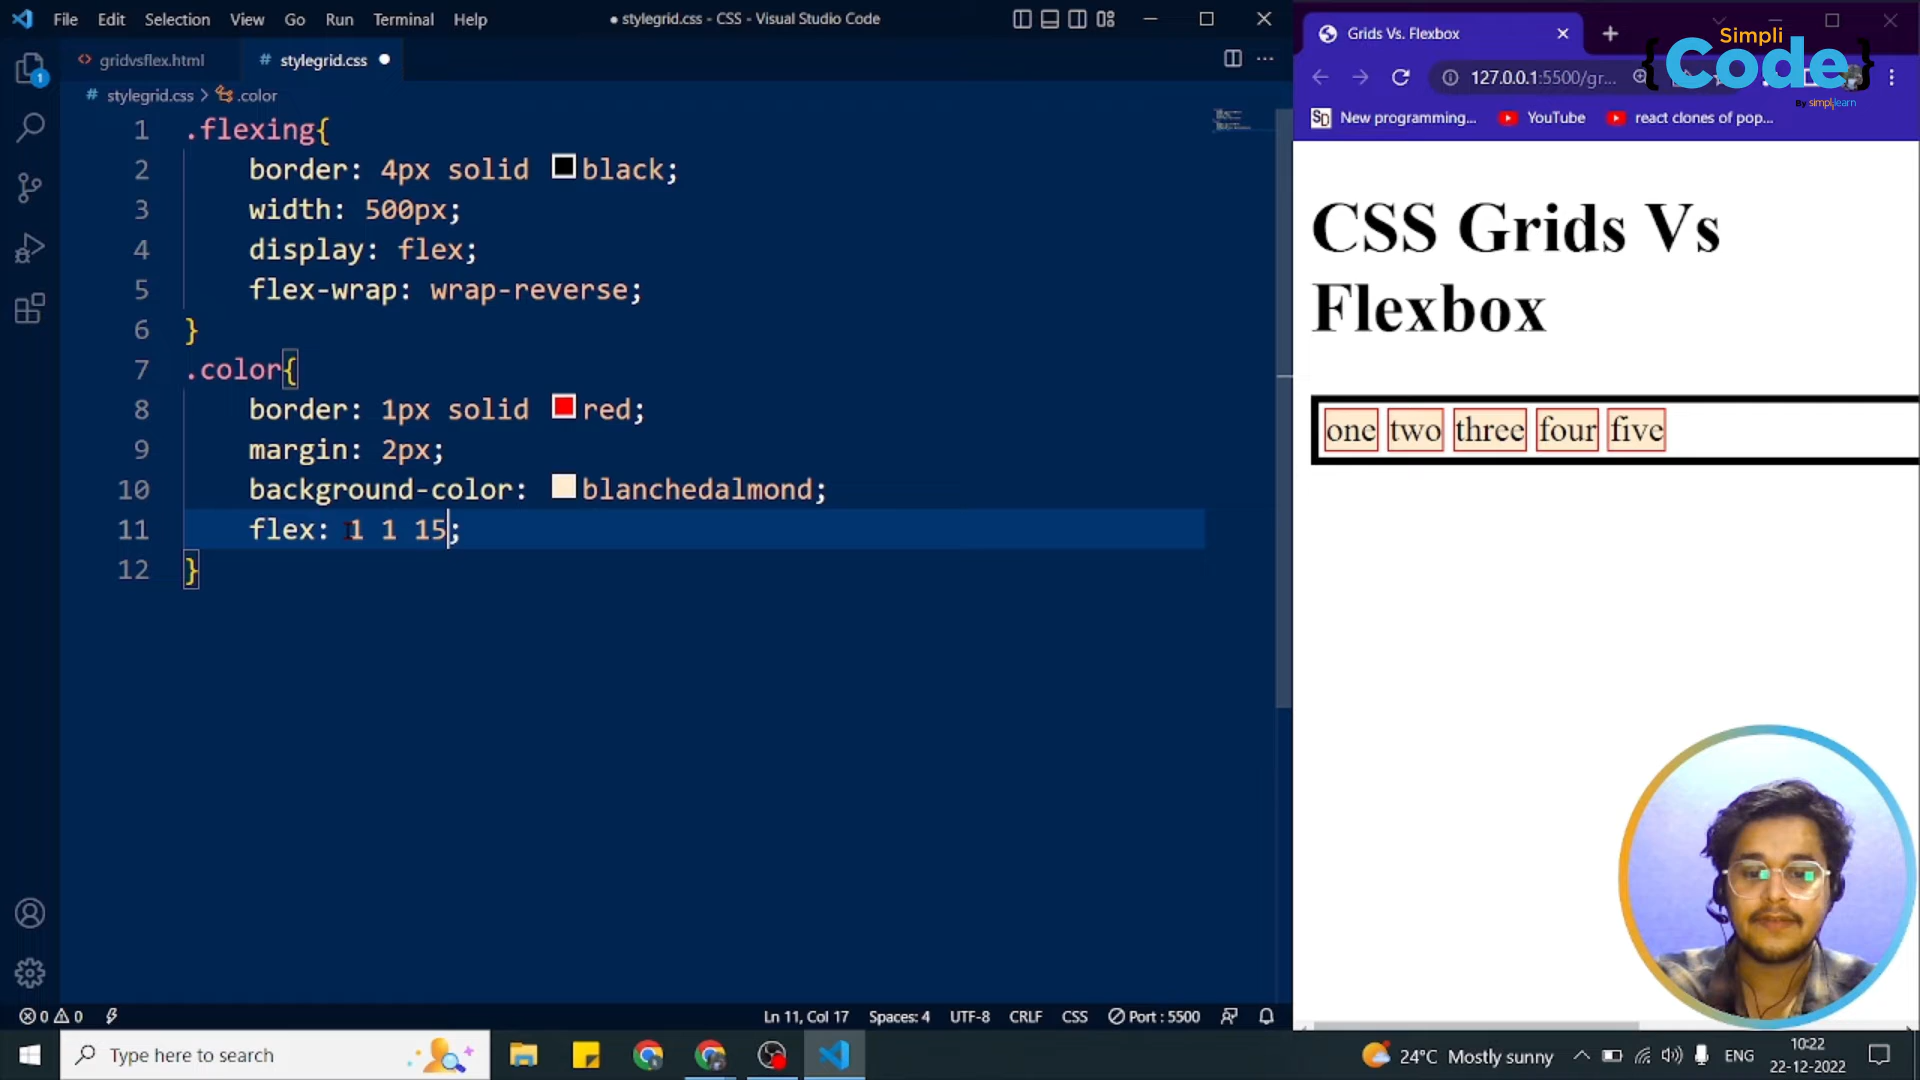 File Edit Selection View Go Run Terminal Help
● stylegrid.css - CSS - Visual Studio Code
gridvsflex.html
# stylegrid.css ●
# stylegrid.css > .color
1 .flexing{
2 border: 4px solid black;
3 width: 500px;
4 display: flex;
5 flex-wrap: wrap-reverse;
6 }
7 .color{
8 border: 1px solid red;
9 margin: 2px;
10 background-color: blanchedalmond;
11 flex: 1 1 15;
12 }
1
0 0
Ln 11, Col 17 Spaces: 4 UTF-8 CRLF CSS Port : 5500
Grids Vs. Flexbox
127.0.0.1:5500/gr...
{Simpli Code}
By simplilearn
SD New programming... YouTube react clones of pop...
CSS Grids Vs
Flexbox
one two three four five
Type here to search
24°C Mostly sunny
ENG
10:22
22-12-2022